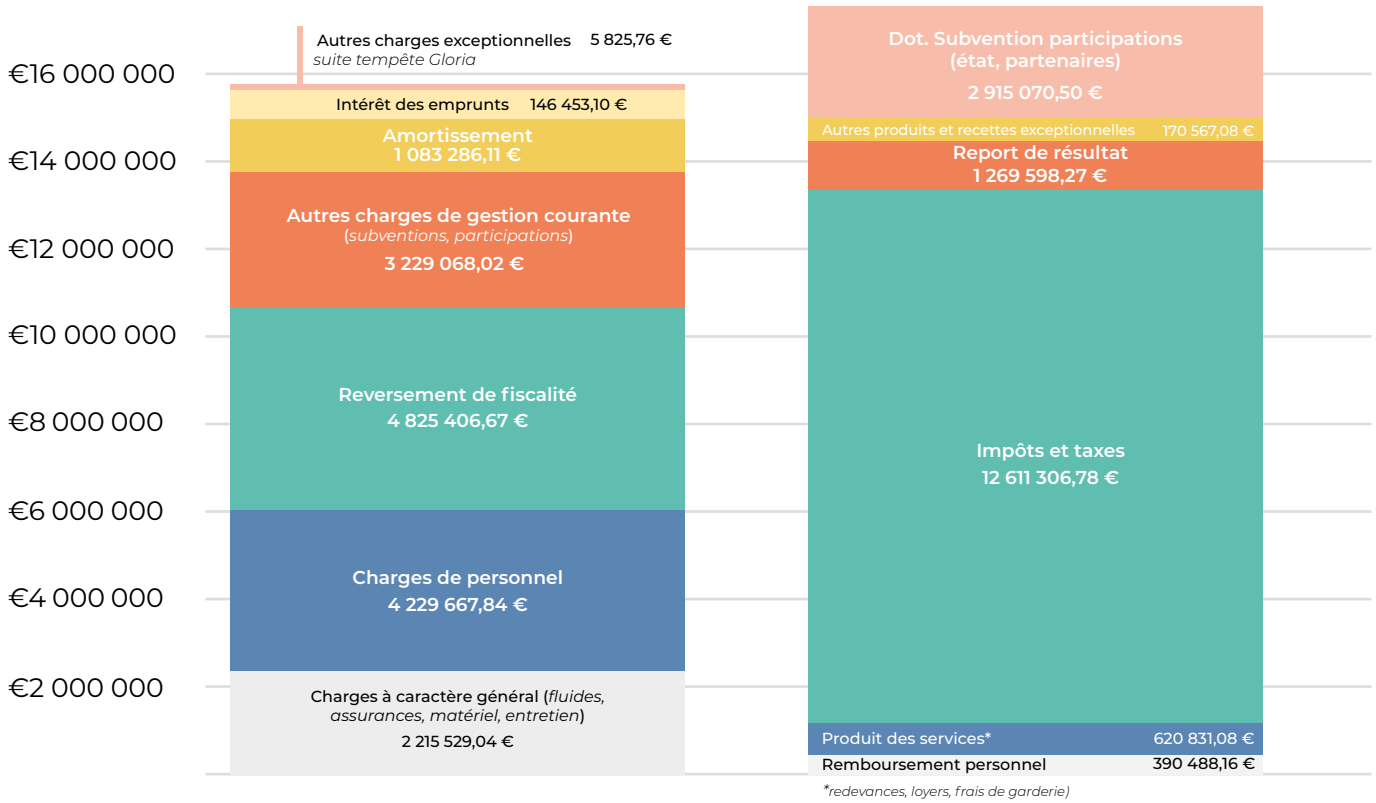 €16 000 000
€14 000 000
€12 000 000
€10 000 000
€8 000 000
€6 000 000
€4 000 000
€2 000 000
Autres charges exceptionnelles 5 825,76 €
suite tempête Gloria
Intérêt des emprunts 146 453,10 €
Amortissement
1 083 286,11 €
Autres charges de gestion courante
(subventions, participations)
3 229 068,02 €
Reversement de fiscalité
4 825 406,67 €
Charges de personnel
4 229 667,84 €
Charges à caractère général (fluides,
assurances, matériel, entretien)
2 215 529,04 €
Dot. Subvention participations
(état, partenaires)
2 915 070,50 €
Autres produits et recettes exceptionnelles 170 567,08 €
Report de résultat
1 269 598,27 €
Impôts et taxes
12 611 306,78 €
Produit des services* 620 831,08 €
Remboursement personnel 390 488,16 €
*redevances, loyers, frais de garderie)